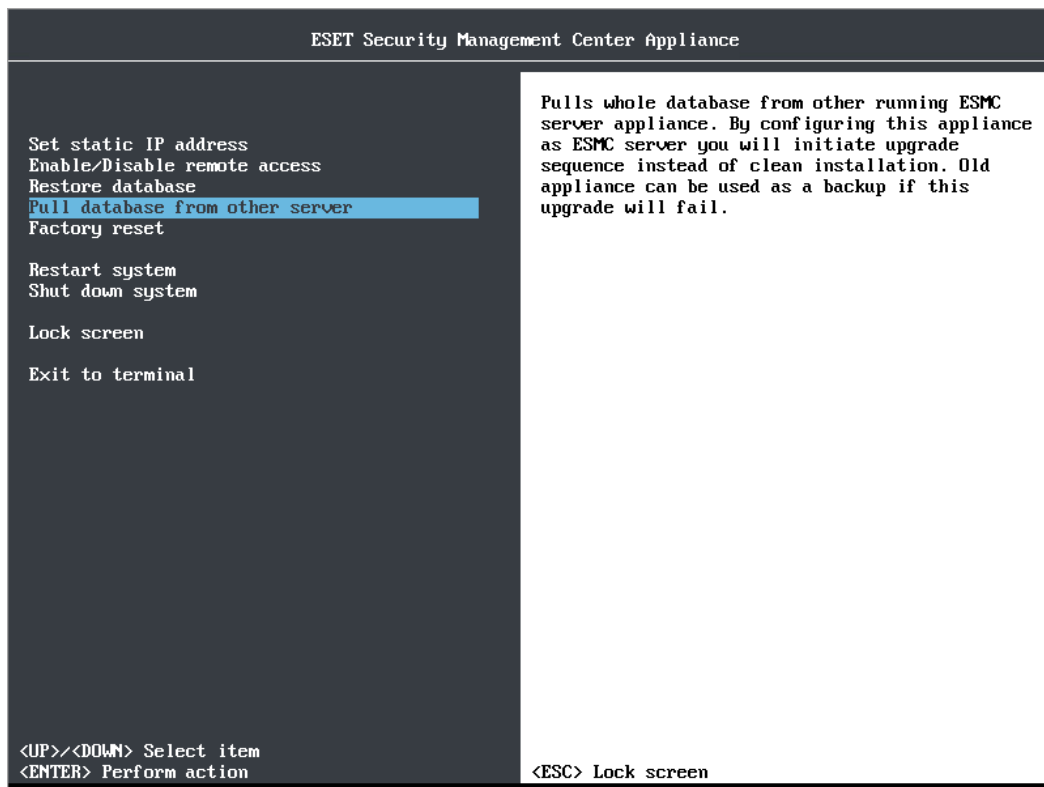 ESET Security Management Center Appliance
Set static IP address
Enable/Disable remote access
Restore database
Pull database from other server
Factory reset
Restart system
Shut down system
Lock screen
Exit to terminal
<UP>/<DOWN> Select item
<ENTER> Perform action
Pulls whole database from other running ESMC
server appliance. By configuring this appliance
as ESMC server you will initiate upgrade
sequence instead of clean installation. Old
appliance can be used as a backup if this
upgrade will fail.
<ESC> Lock screen